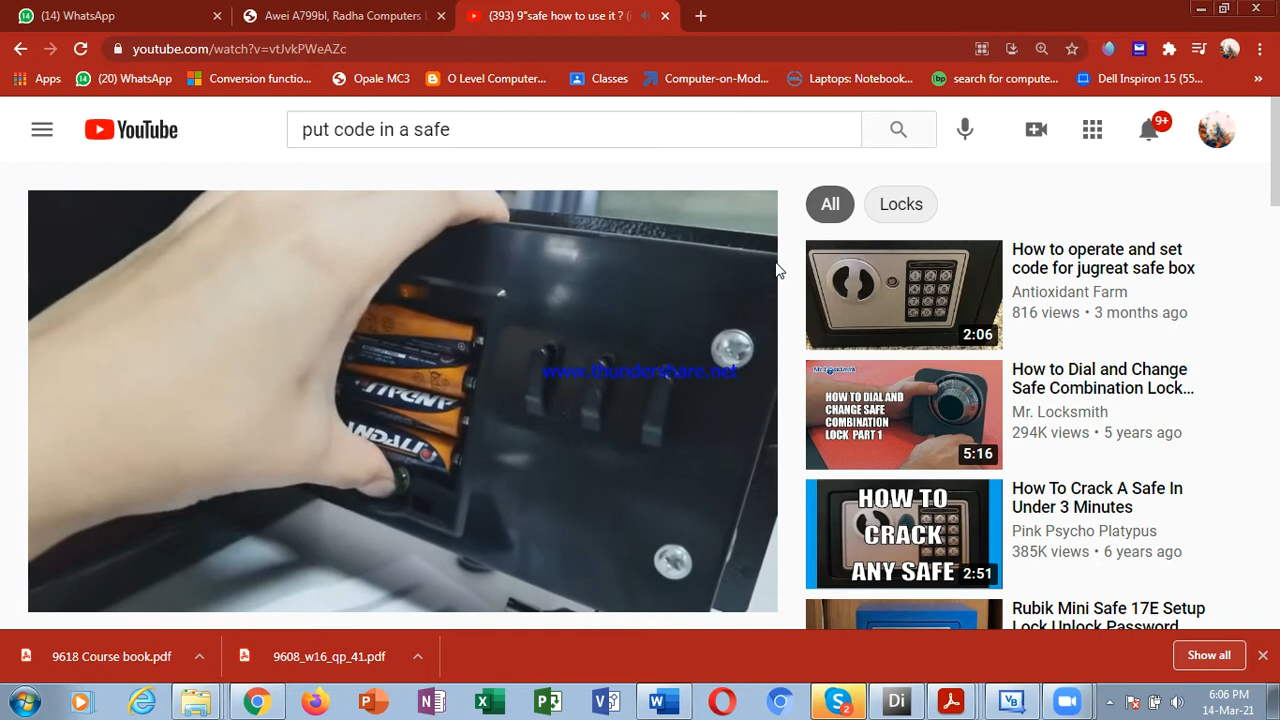 (14) WhatsApp
Awei A799bl, Radha Computers L
(393) 9"safe how to use it ? (
youtube.com/watch?v=vtJvkPWeAZc
Apps
(20) WhatsApp
Conversion functio...
Opale MC3
O Level Computer...
Classes
Computer-on-Mod...
Laptops: Notebook...
search for compute...
Dell Inspiron 15 (55...
YouTube
put code in a safe
9+
All
Locks
www.thundershare.net
How to operate and set
code for jugreat safe box
Antioxidant Farm
816 views • 3 months ago
2:06
HOW TO DIAL AND
CHANGE SAFE
COMBINATION
LOCK PART 1
5:16
How to Dial and Change
Safe Combination Lock...
Mr. Locksmith
294K views • 5 years ago
HOW TO
CRACK
ANY SAFE
2:51
How To Crack A Safe In
Under 3 Minutes
Pink Psycho Platypus
385K views • 6 years ago
Rubik Mini Safe 17E Setup
Lock Unlock Password
9618 Course book.pdf
9608_w16_qp_41.pdf
Show all
6:06 PM
14-Mar-21